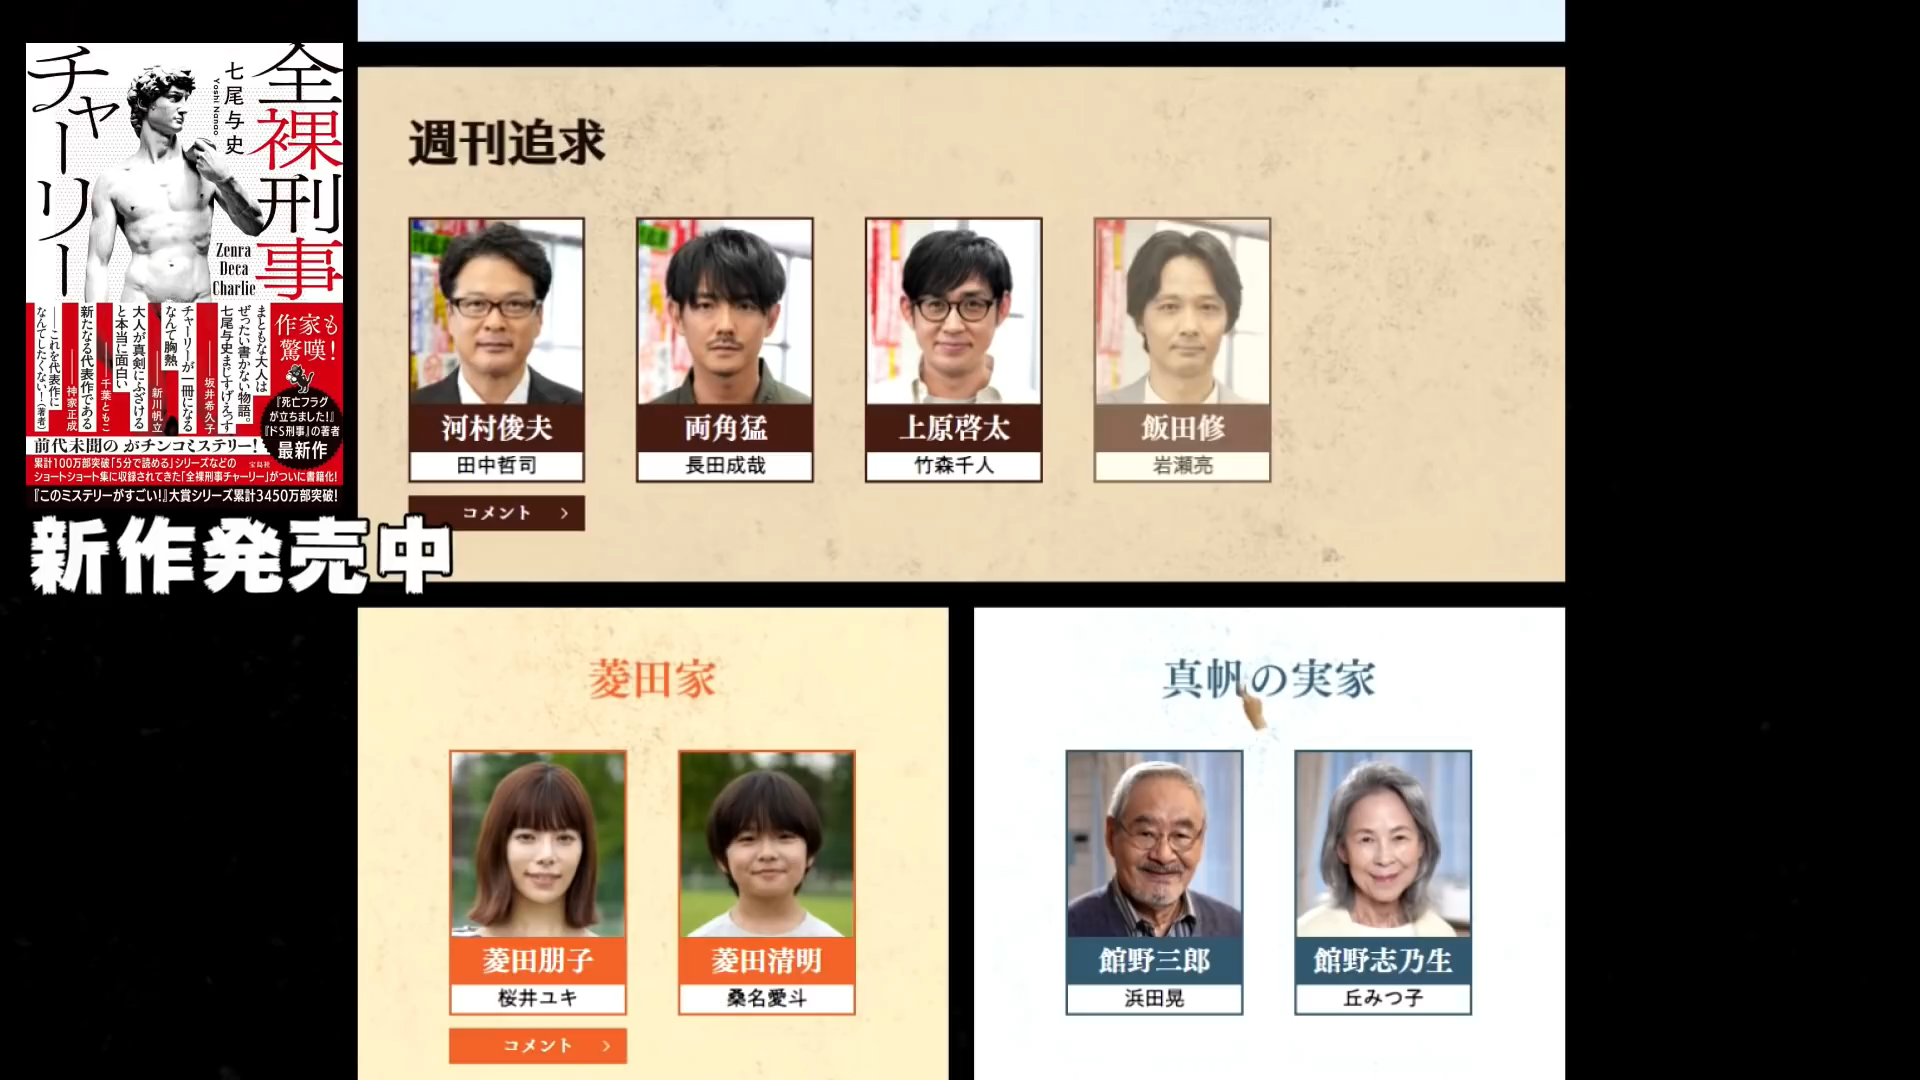 全裸刑事
チャーリー
七尾与史
Yoshi Nanao
Zenra
Deca
Charlie
作家も
驚嘆!
まともな大人は
ぜったい書かない物語。
七尾与史まじすげえっす
坂井希久子
チャーリーが一冊になる
なんて胸熱
新川帆立
大人が真剣にふざける
と本当に面白い
千葉ともこ
新たなる代表作である
神家正成
これを代表作に
なんてしたくない!(著者)
『死亡フラグ
が立ちました!』
『ドS刑事』の著者
最新作
前代未聞の がチンコミステリー!
累計100万部突破「5分で読める」シリーズなどの
宝島社
ショートショート集に収録されてきた「全裸刑事チャーリー」がついに書籍化!
『このミステリーがすごい!』大賞シリーズ累計3450万部突破!
新作発売中
週刊追求
河村俊夫
田中哲司
コメント
両角猛
長田成哉
上原啓太
竹森千人
飯田修
岩瀬亮
菱田家
菱田朋子
桜井ユキ
コメント
菱田清明
桑名愛斗
真帆の実家
館野三郎
浜田晃
館野志乃生
丘みつ子